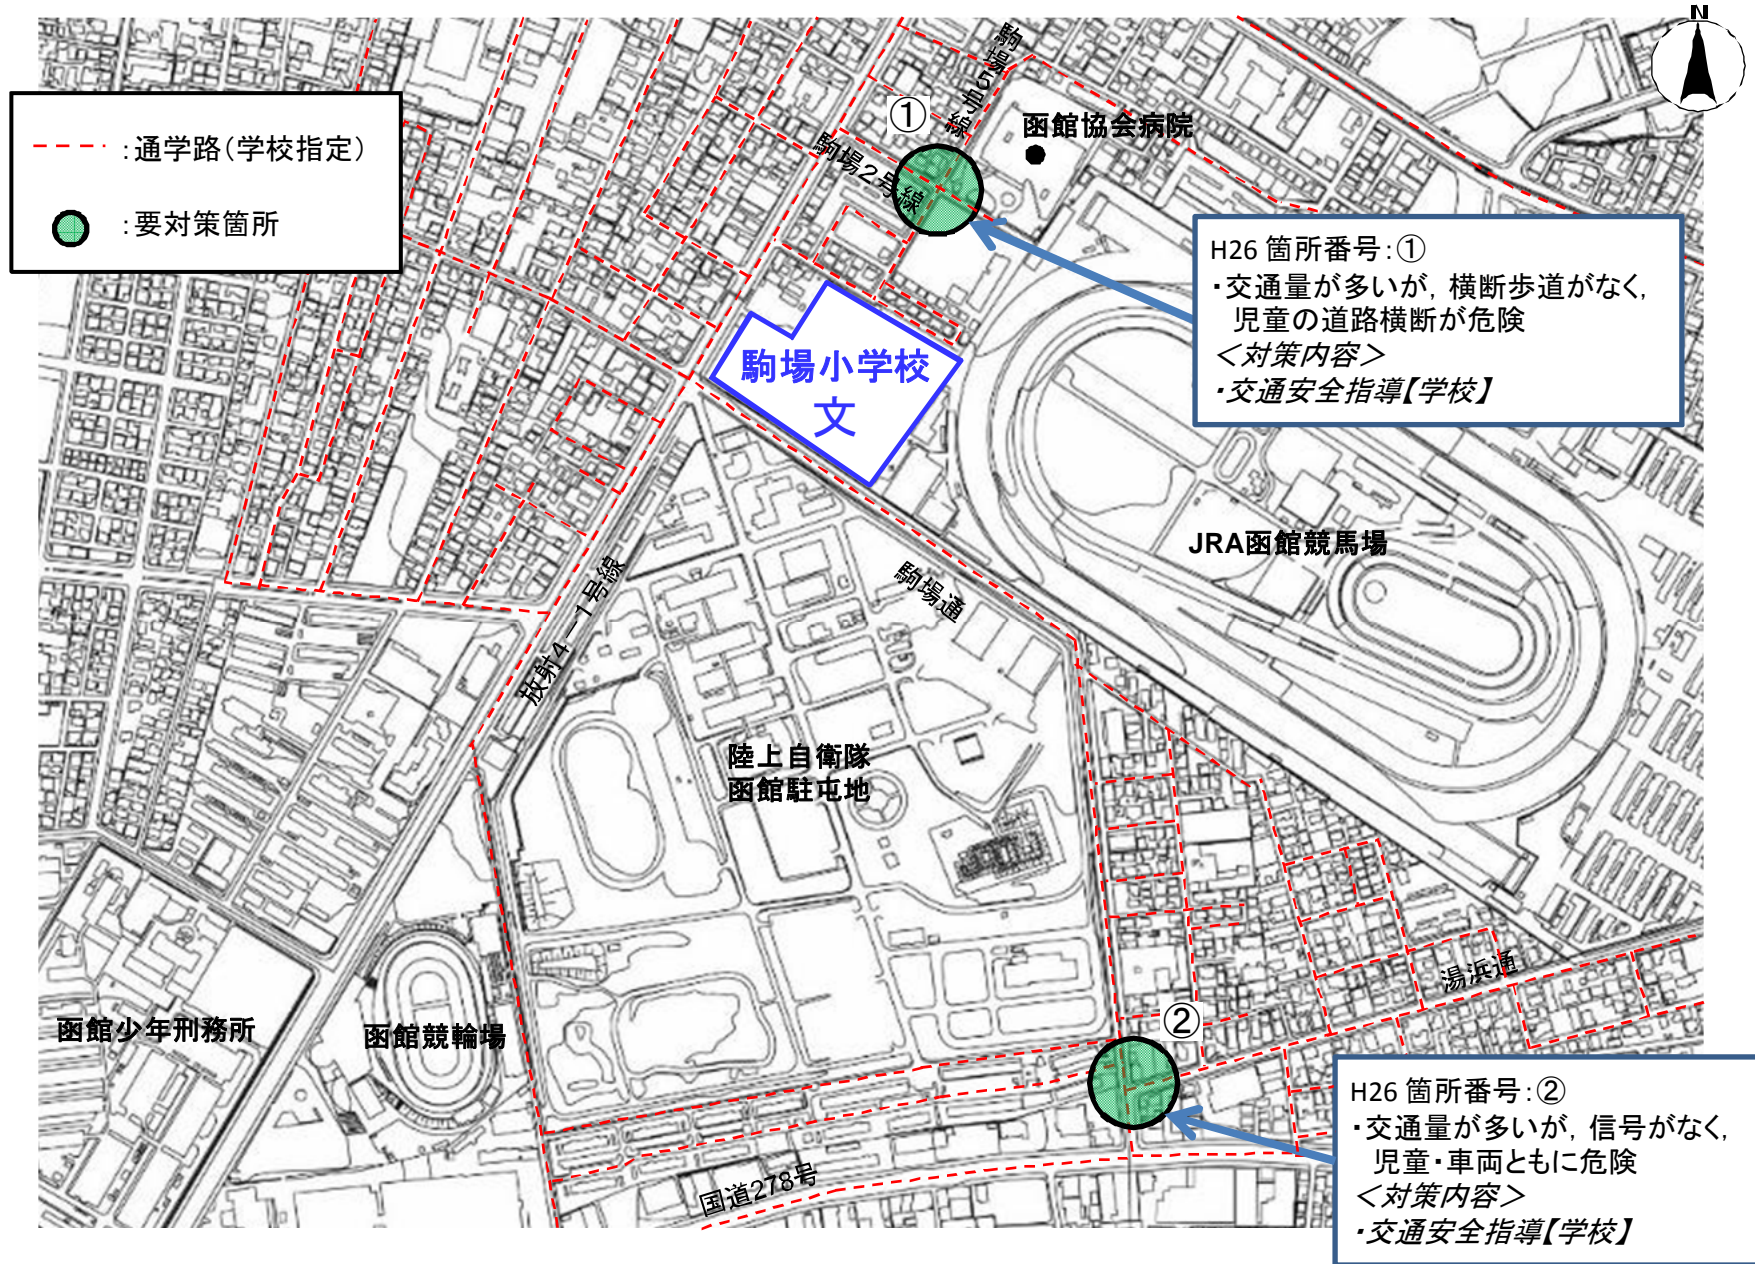 N
:通学路(学校指定)
:要対策箇所
①
駒場5号線
函館協会病院
駒場2号線
H26 箇所番号:①
・交通量が多いが, 横断歩道がなく,
児童の道路横断が危険
＜対策内容＞
・交通安全指導【学校】
駒場小学校
文
JRA函館競馬場
駒場通
放射4－1号線
陸上自衛隊
函館駐屯地
湯浜通
②
函館少年刑務所
函館競輪場
国道278号
H26 箇所番号:②
・交通量が多いが, 信号がなく,
児童・車両ともに危険
＜対策内容＞
・交通安全指導【学校】